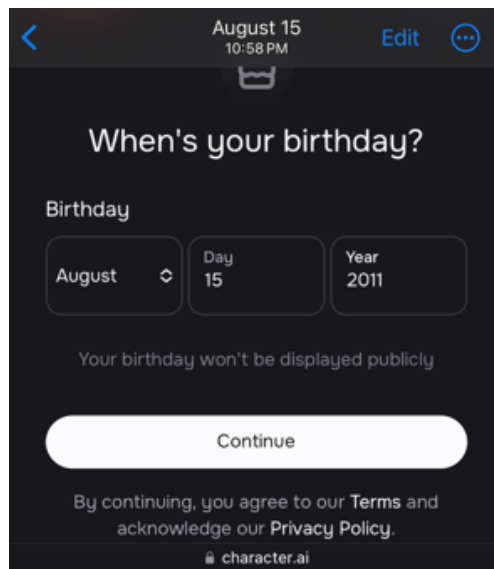 August 15
10:58 PM
Edit
When's your birthday?
Birthday
August
Day
15
Year
2011
Your birthday won't be displayed publicly
Continue
By continuing, you agree to our Terms and
acknowledge our Privacy Policy.
character.ai